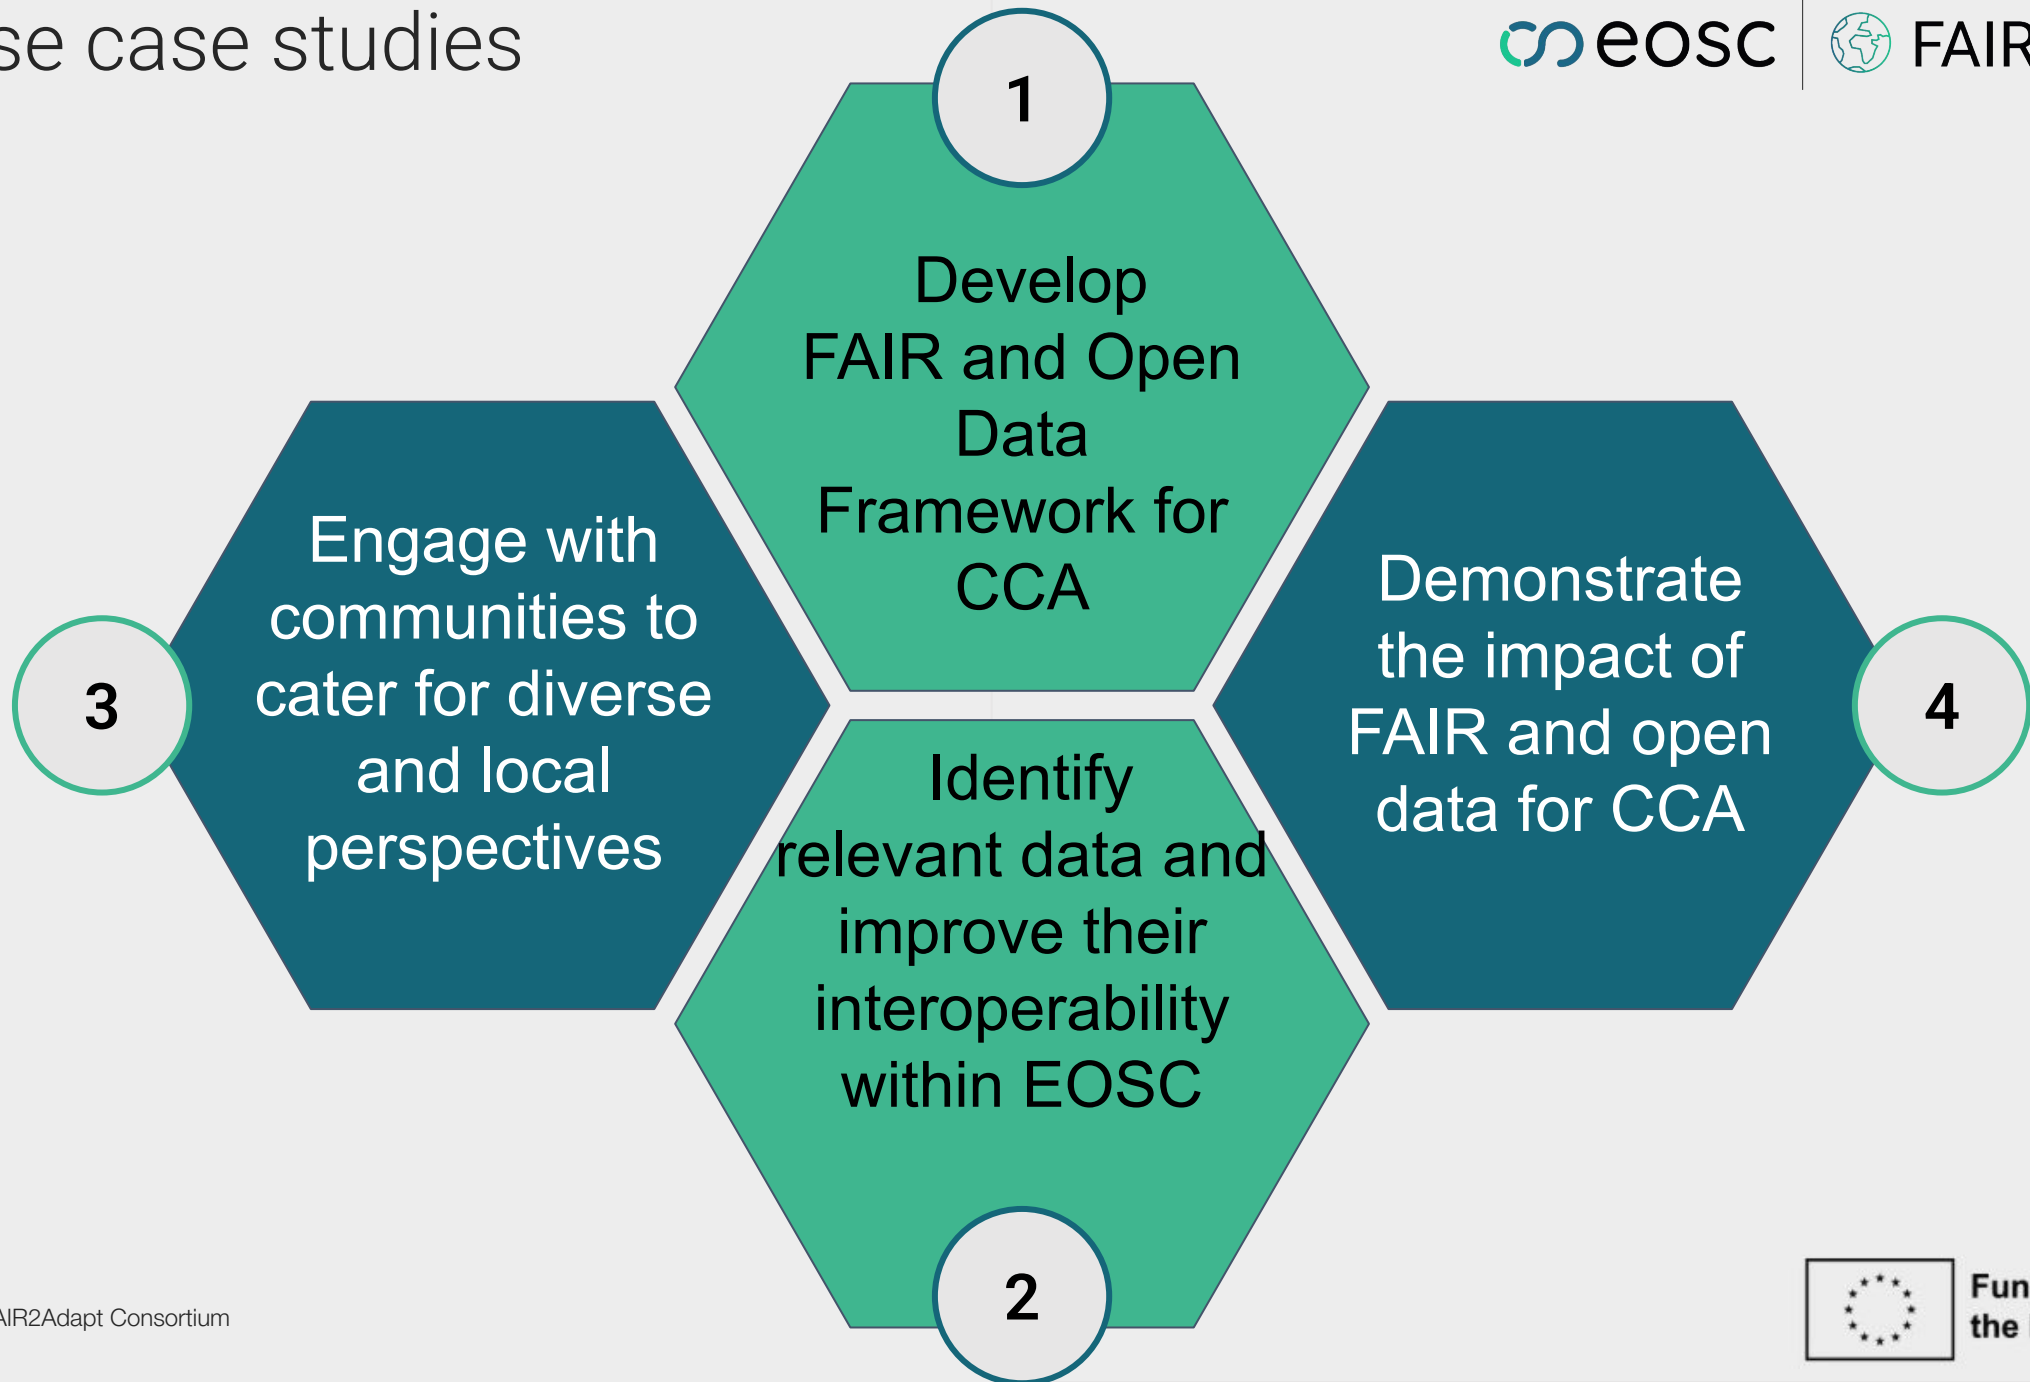 se case studies
eosc
FAIR
1
Develop
FAIR and Open
Data
Framework for
CCA
3
Engage with
communities to
cater for diverse
and local
perspectives
Demonstrate
the impact of
FAIR and open
data for CCA
4
Identify
relevant data and
improve their
interoperability
within EOSC
2
AIR2Adapt Consortium
Fun
the